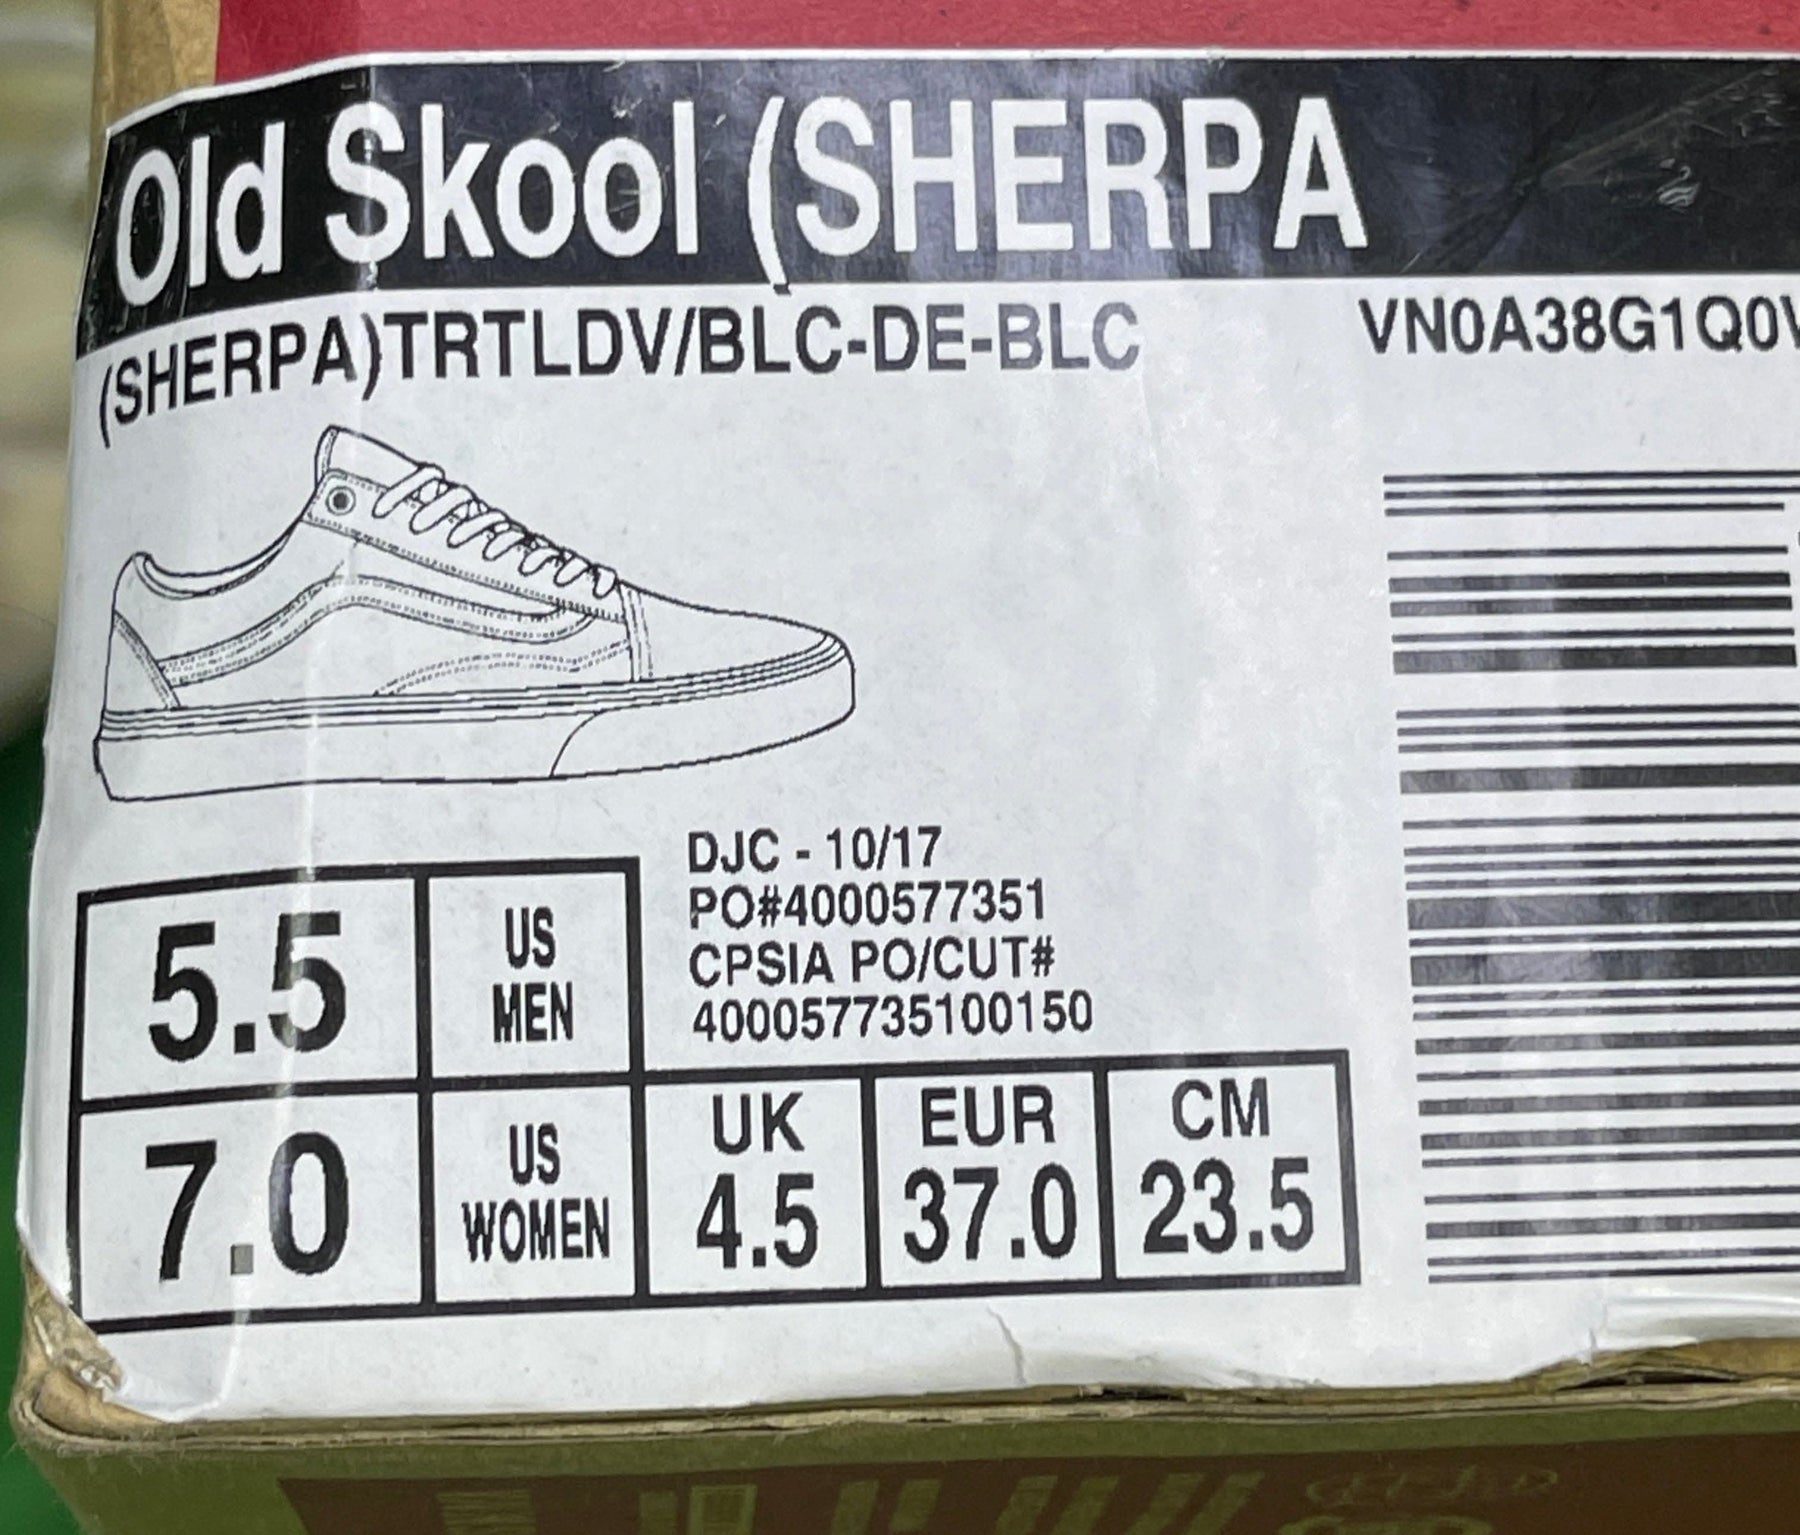 Old Skool (SHERPA
(SHERPA)TRTLDV/BLC-DE-BLC
VN0A38G1Q0V
DJC - 10/17
PO#4000577351
CPSIA PO/CUT#
400057735100150
5.5 US MEN
7.0 US WOMEN
UK EUR CM
4.5 37.0 23.5